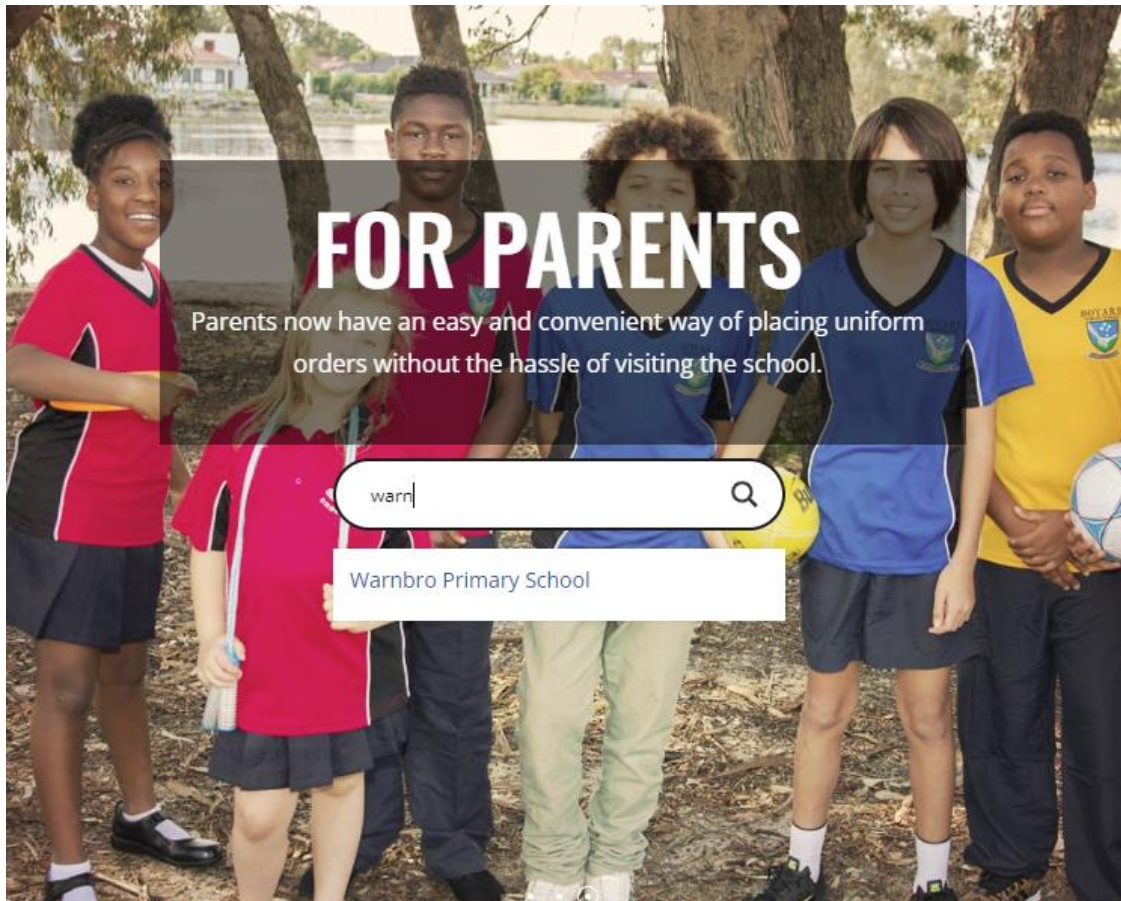 FOR PARENTS
Parents now have an easy and convenient way of placing uniform
orders without the hassle of visiting the school.
warn
Warnbro Primary School